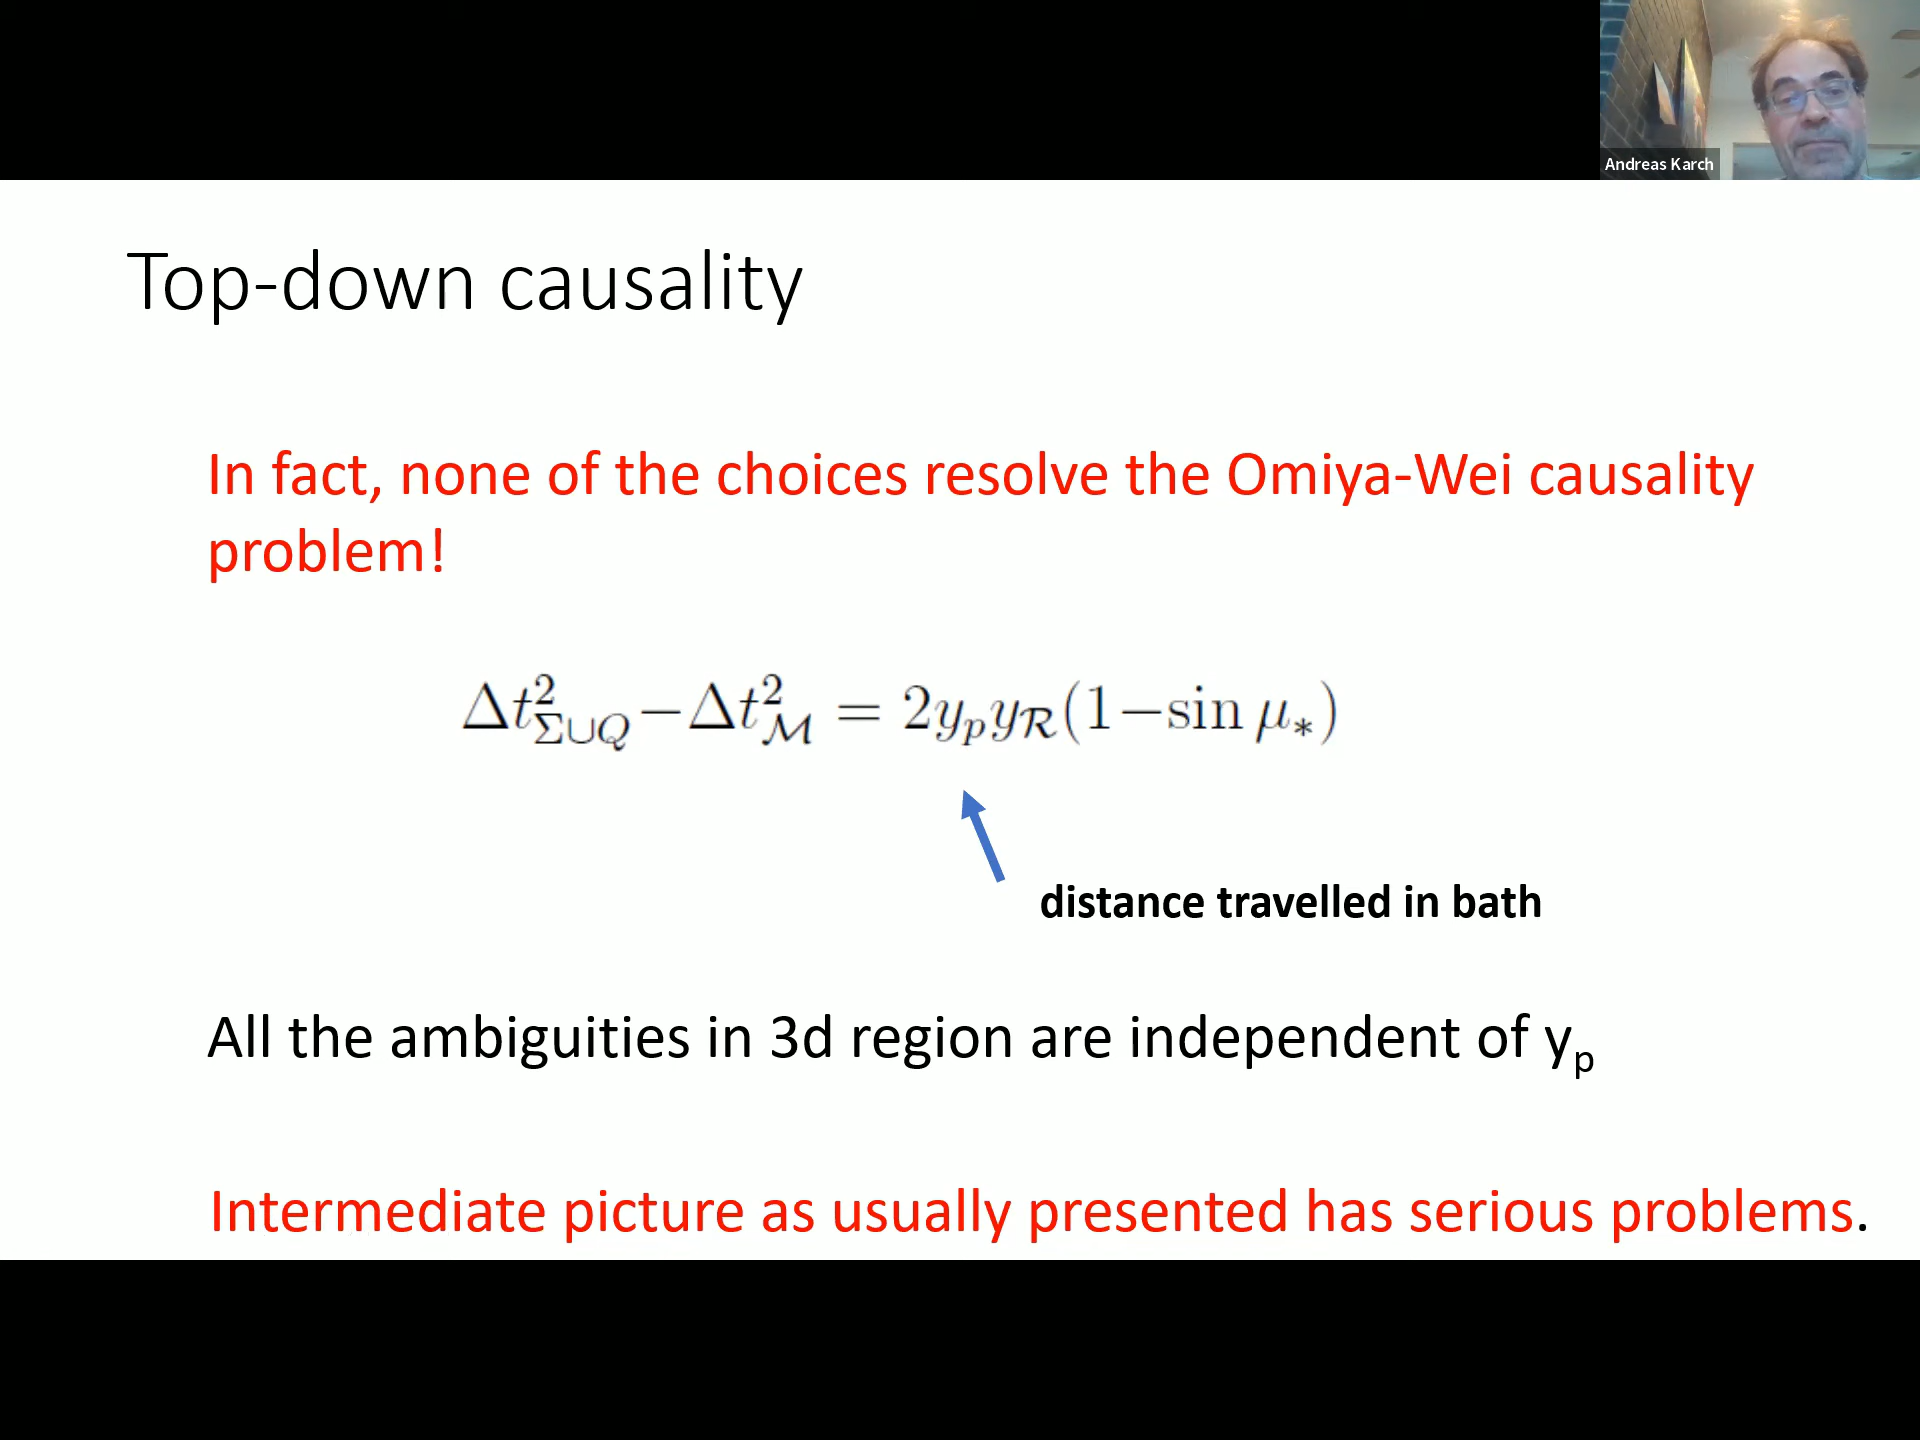 Andreas Karch
Top-down causality
In fact, none of the choices resolve the Omiya-Wei causality
problem!
Δt²_{Σ∪Q} − Δt²_ℳ = 2y_p y_ℛ(1−sin μ_*)
distance travelled in bath
All the ambiguities in 3d region are independent of y_p
Intermediate picture as usually presented has serious problems.